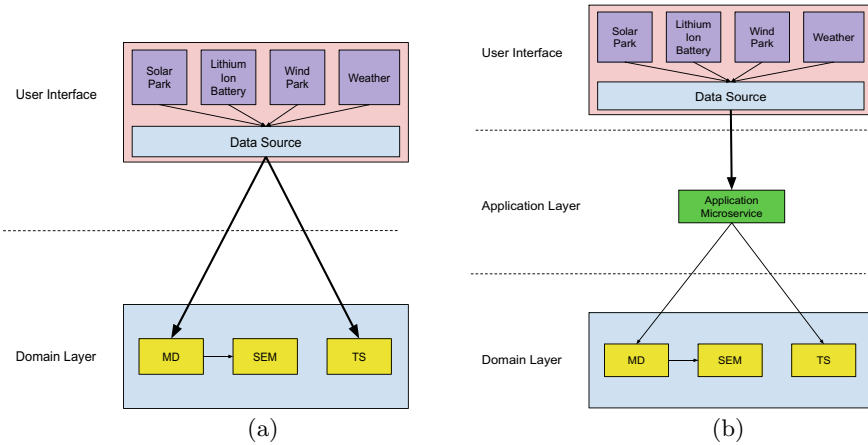 User Interface
Solar
Park
Lithium
Ion
Battery
Wind
Park
Weather
Data Source
Domain Layer
MD
SEM
TS
(a)
User Interface
Solar
Park
Lithium
Ion
Battery
Wind
Park
Weather
Data Source
Application Layer
Application
Microservice
Domain Layer
MD
SEM
TS
(b)